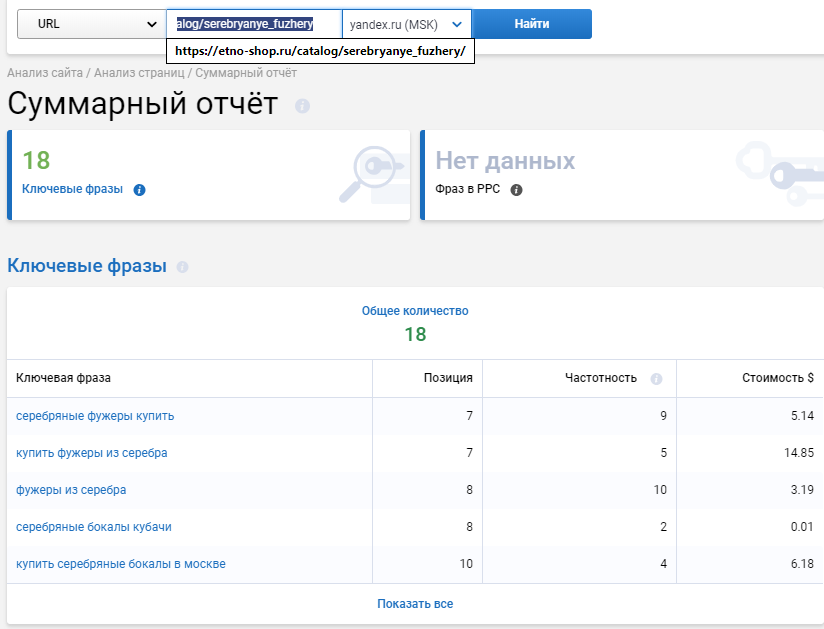 URL alog/serebryanye_fuzhery yandex.ru (MSK) Найти
https://etno-shop.ru/catalog/serebryanye_fuzhery/
Анализ сайта / Анализ страниц / Суммарный отчёт
Суммарный отчёт
18
Ключевые фразы
Нет данных
Фраз в PPC
Ключевые фразы
Общее количество
18
Ключевая фраза Позиция Частотность Стоимость $
серебряные фужеры купить 7 9 5.14
купить фужеры из серебра 7 5 14.85
фужеры из серебра 8 10 3.19
серебряные бокалы кубачи 8 2 0.01
купить серебряные бокалы в москве 10 4 6.18
Показать все